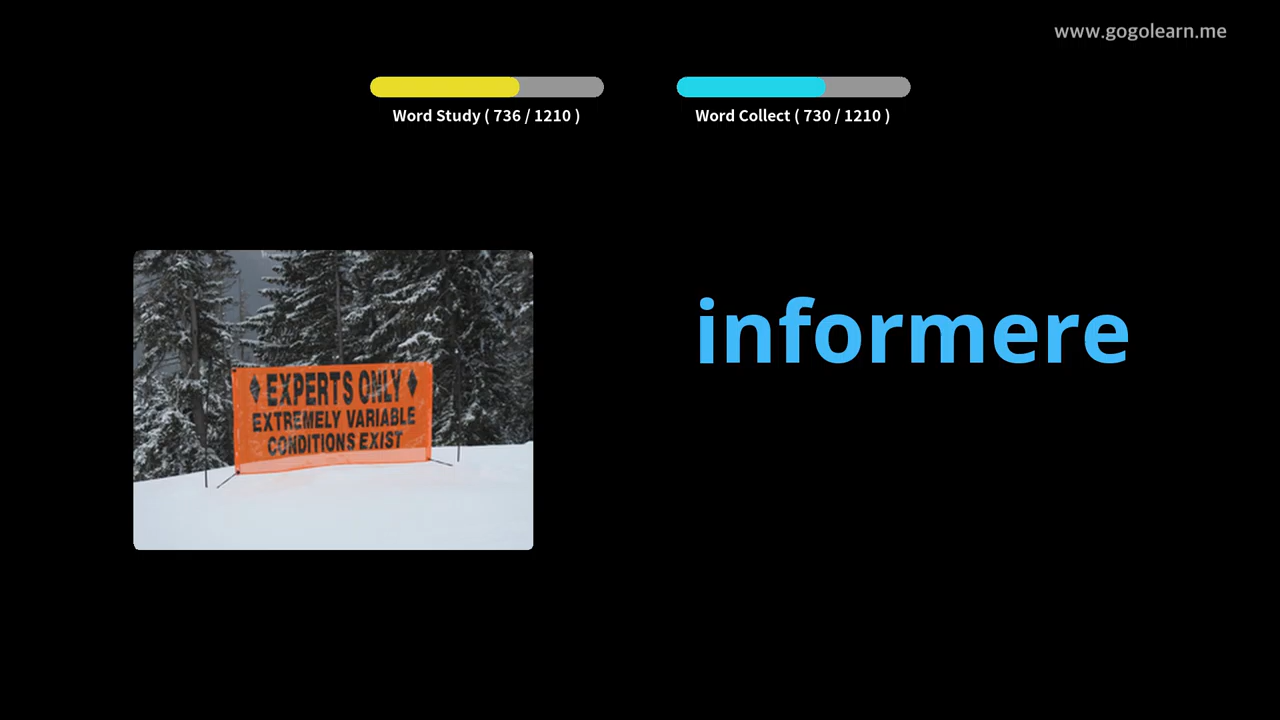 www.gogolearn.me
Word Study ( 736 / 1210 )
Word Collect ( 730 / 1210 )
informere
EXPERTS ONLY
EXTREMELY VARIABLE
CONDITIONS EXIST